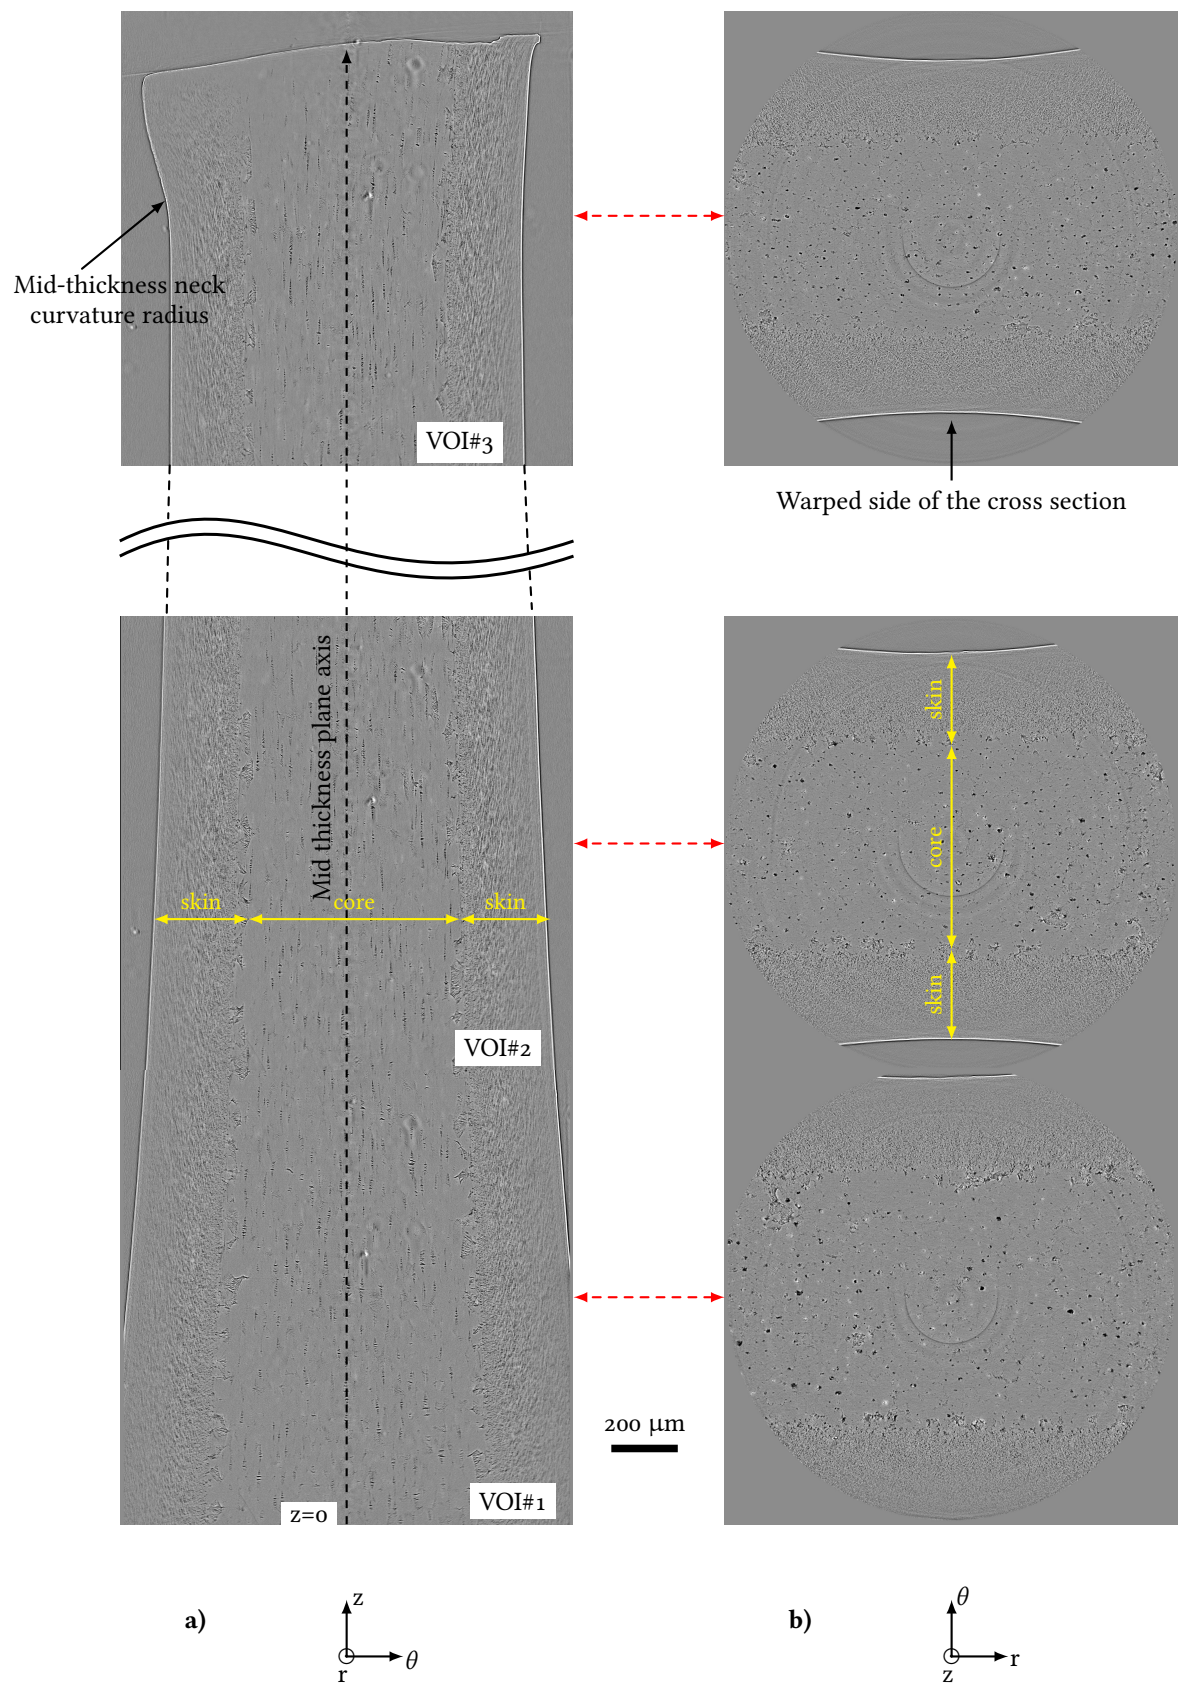 Mid-thickness neck
curvature radius
VOI#3
Warped side of the cross section
Mid thickness plane axis
skin
core
skin
skin
core
skin
VOI#2
200 µm
VOI#1
z=0
a)
z
r
θ
b)
θ
z
r